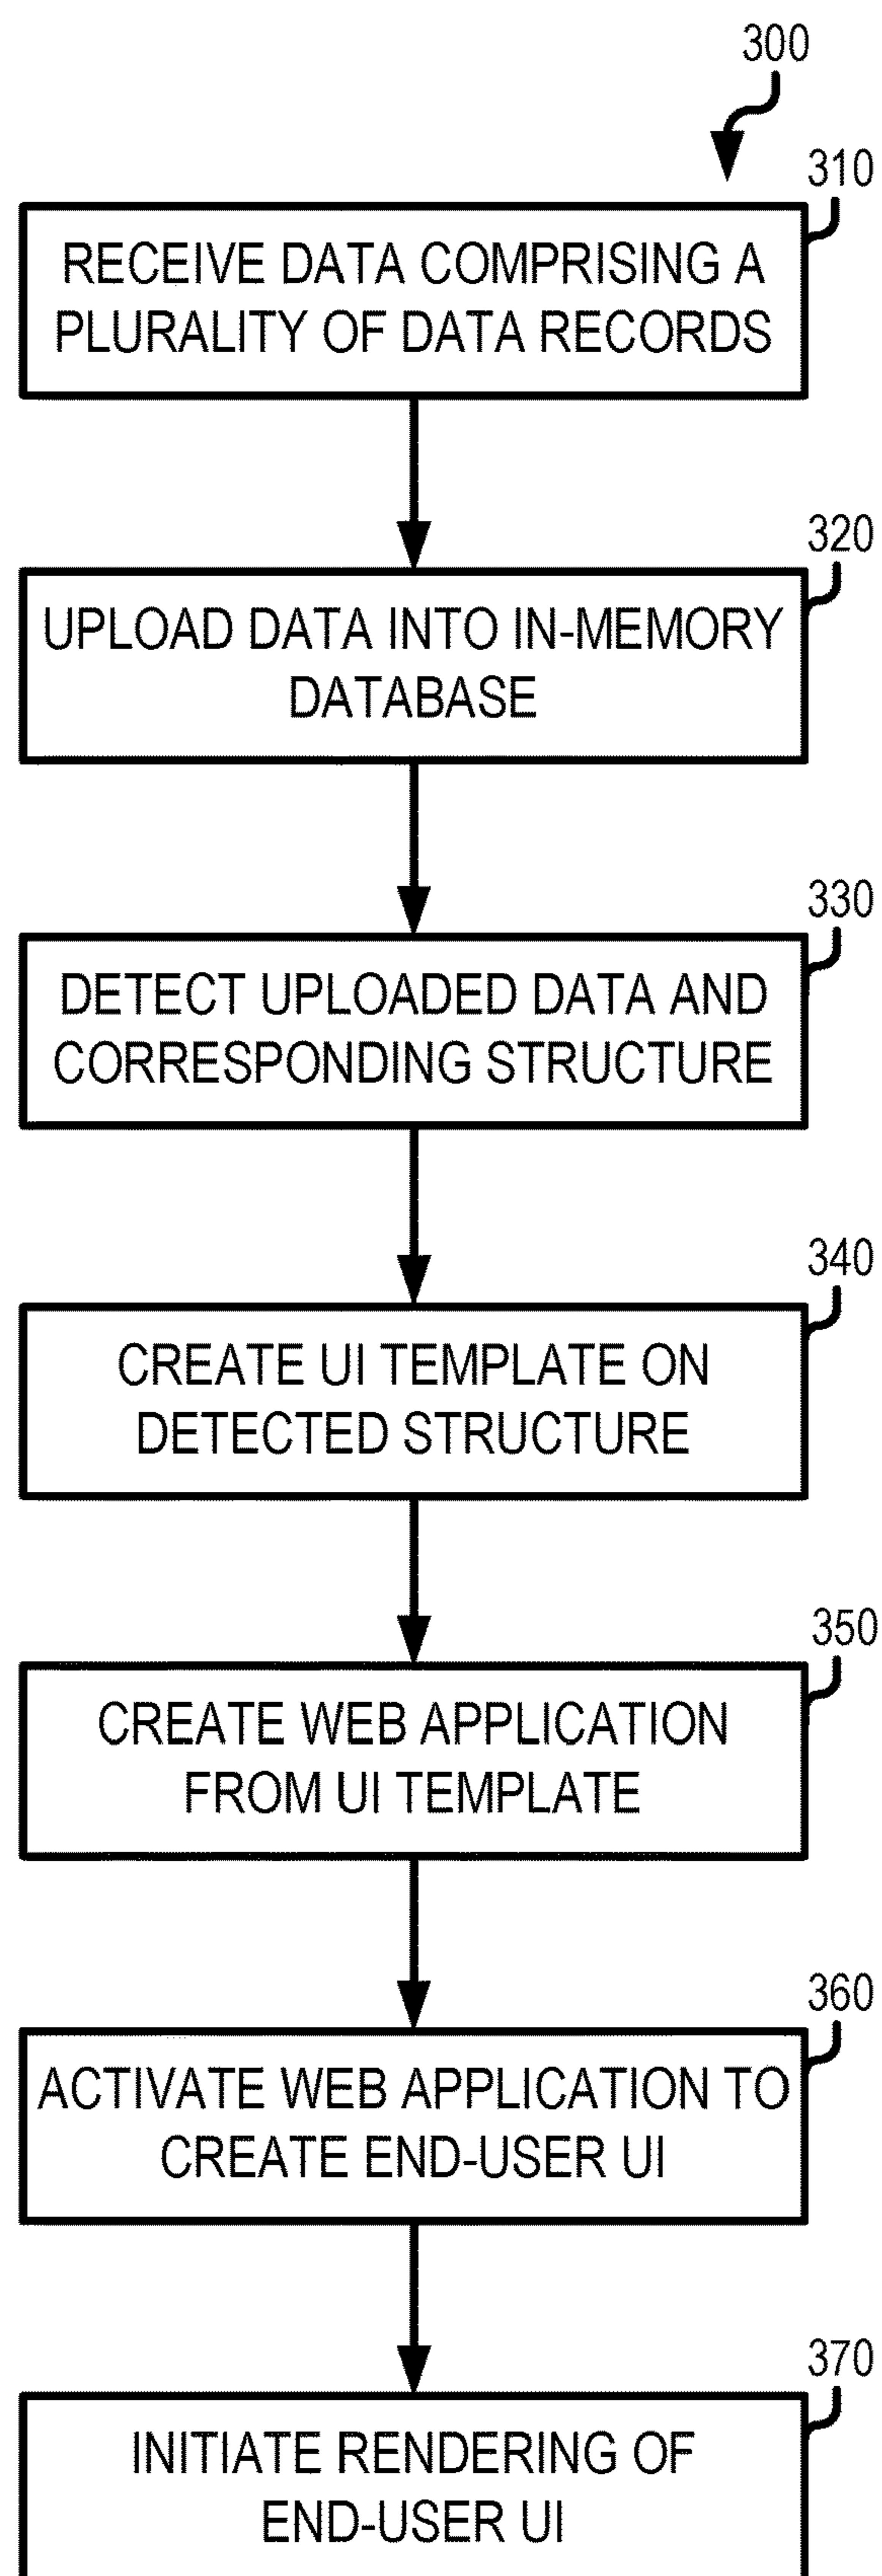 300
310
RECEIVE DATA COMPRISING A
PLURALITY OF DATA RECORDS
320
UPLOAD DATA INTO IN-MEMORY
DATABASE
330
DETECT UPLOADED DATA AND
CORRESPONDING STRUCTURE
340
CREATE UI TEMPLATE ON
DETECTED STRUCTURE
350
CREATE WEB APPLICATION
FROM UI TEMPLATE
360
ACTIVATE WEB APPLICATION TO
CREATE END-USER UI
370
INITIATE RENDERING OF
END-USER UI